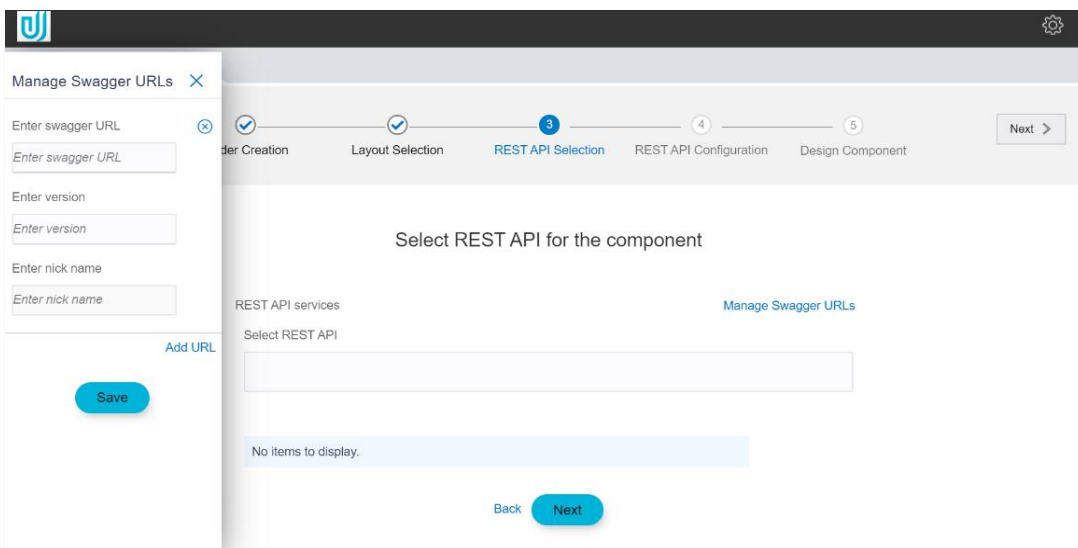 Manage Swagger URLs
Enter swagger URL
Enter swagger URL
Enter version
Enter version
Enter nick name
Enter nick name
Add URL
Save
der Creation
Layout Selection
3
REST API Selection
4
REST API Configuration
5
Design Component
Next
Select REST API for the component
REST API services
Manage Swagger URLs
Select REST API
No items to display.
Back
Next